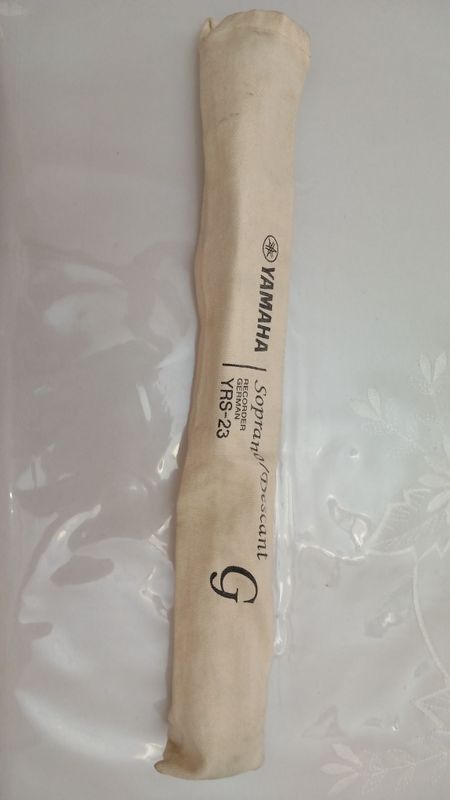 YAMAHA
Soprano/Descant
RECORDER
GERMAN
YRS-23
G